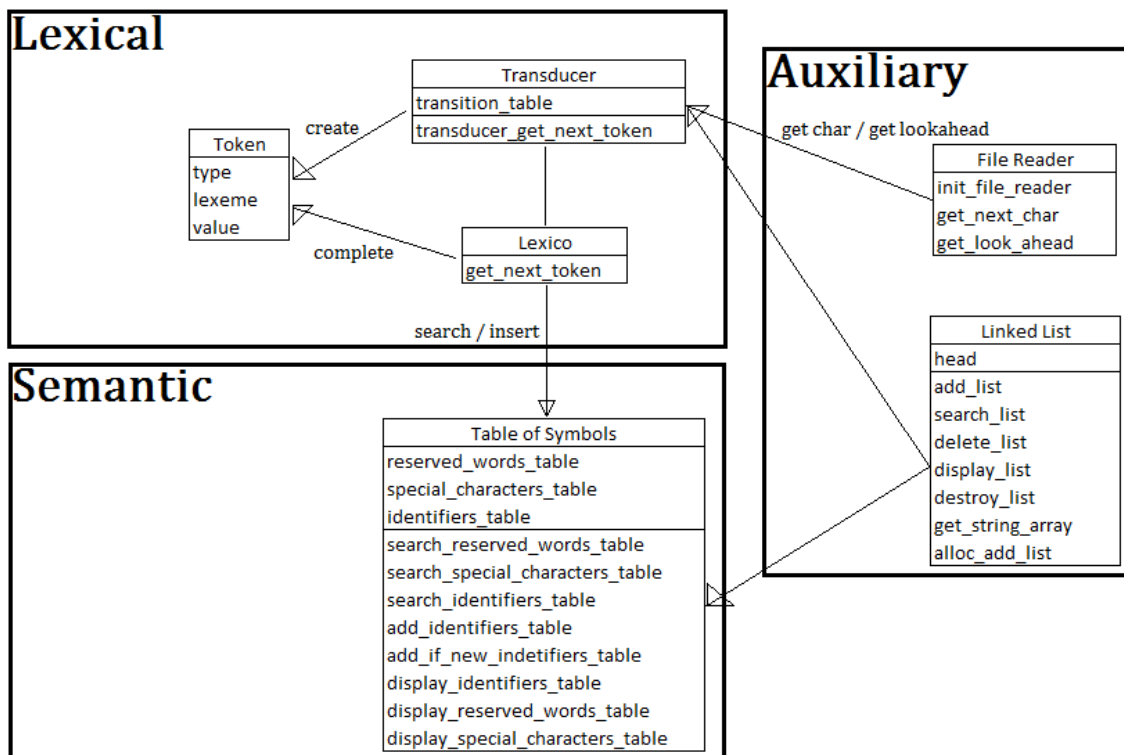 Lexical
Transducer
transition_table
transducer_get_next_token
create
Token
type
lexeme
value
complete
Lexico
get_next_token
search / insert
Auxiliary
get char / get lookahead
File Reader
init_file_reader
get_next_char
get_look_ahead
Linked List
head
add_list
search_list
delete_list
display_list
destroy_list
get_string_array
alloc_add_list
Semantic
Table of Symbols
reserved_words_table
special_characters_table
identifiers_table
search_reserved_words_table
search_special_characters_table
search_identifiers_table
add_identifiers_table
add_if_new_indetifiers_table
display_identifiers_table
display_reserved_words_table
display_special_characters_table